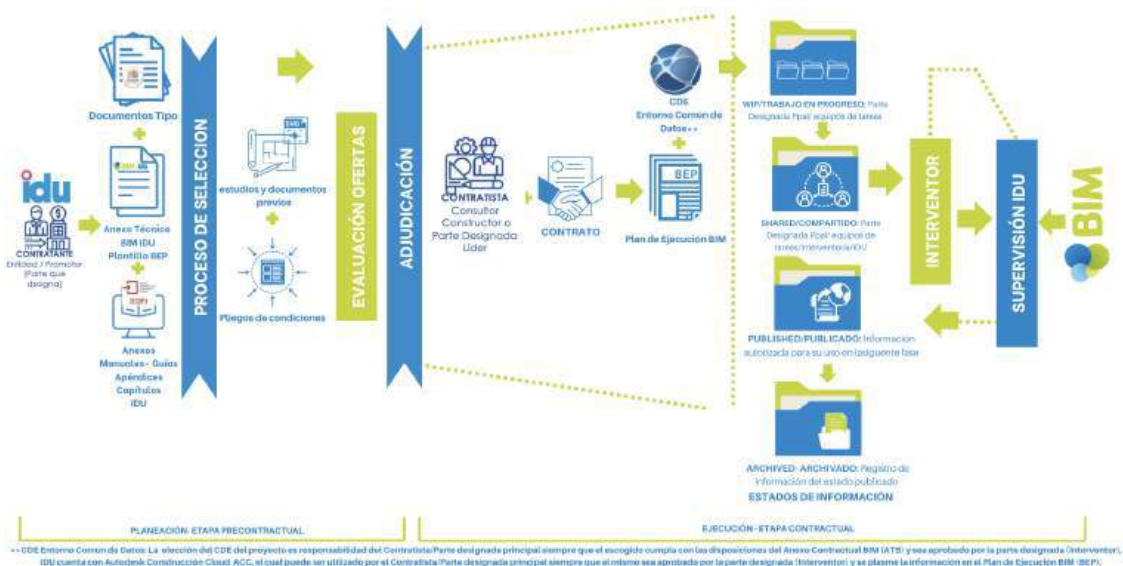 Documentos Tipo
idu
CONTRATANTE
Entidad / Promotor
(Parte que
dsigna)
Anexo Técnico
BIM IDU
Plantilla BEP
Anexos
Manuales- Guías
Apéndices
Capítulos
IDU
PROCESO DE SELECCIÓN
estudios y documentos
previos
Pliegos de condiciones
EVALUACIÓN OFERTAS
ADJUDICACIÓN
CONTRATISTA
Consultor
Constructor o
Parte Designada
Líder
CONTRATO
CDE
Entorno Común de
Datos**
BEP
Plan de Ejecución BIM
WIP/TRABAJO EN PROGRESO: Parte
Designada Ppal/ equipos de tarea
SHARED/COMPARTIDO: Parte
Designada Ppal/ equipos de
tareas/Interventoría/IDU
PUBLISHED/PUBLICADO: Información
autorizada para su uso en lasiguente fase
ARCHIVED- ARCHIVADO: Registro de
información del estado publicado
ESTADOS DE INFORMACIÓN
INTERVENTOR
SUPERVISIÓN IDU
BIM
PLANEACIÓN- ETAPA PRECONTRACTUAL
EJECUCIÓN -ETAPA CONTRACTUAL
** CDE Entorno Común de Datos: La elección del CDE del proyecto es responsabilidad del Contratista/Parte designada principal siempre que el escogido cumpla con las disposiciones del Anexo Contractual BIM (ATB) y sea aprobado por la parte designada (Interventor),
IDU cuenta con Autodesk Construcción Cloud ACC, el cual puede ser utilizado por el Contratista/Parte designada principal siempre que el mismo sea aprobado por la parte designada (Interventor) y se plasme la información en el Plan de Ejecución BIM (BEP).